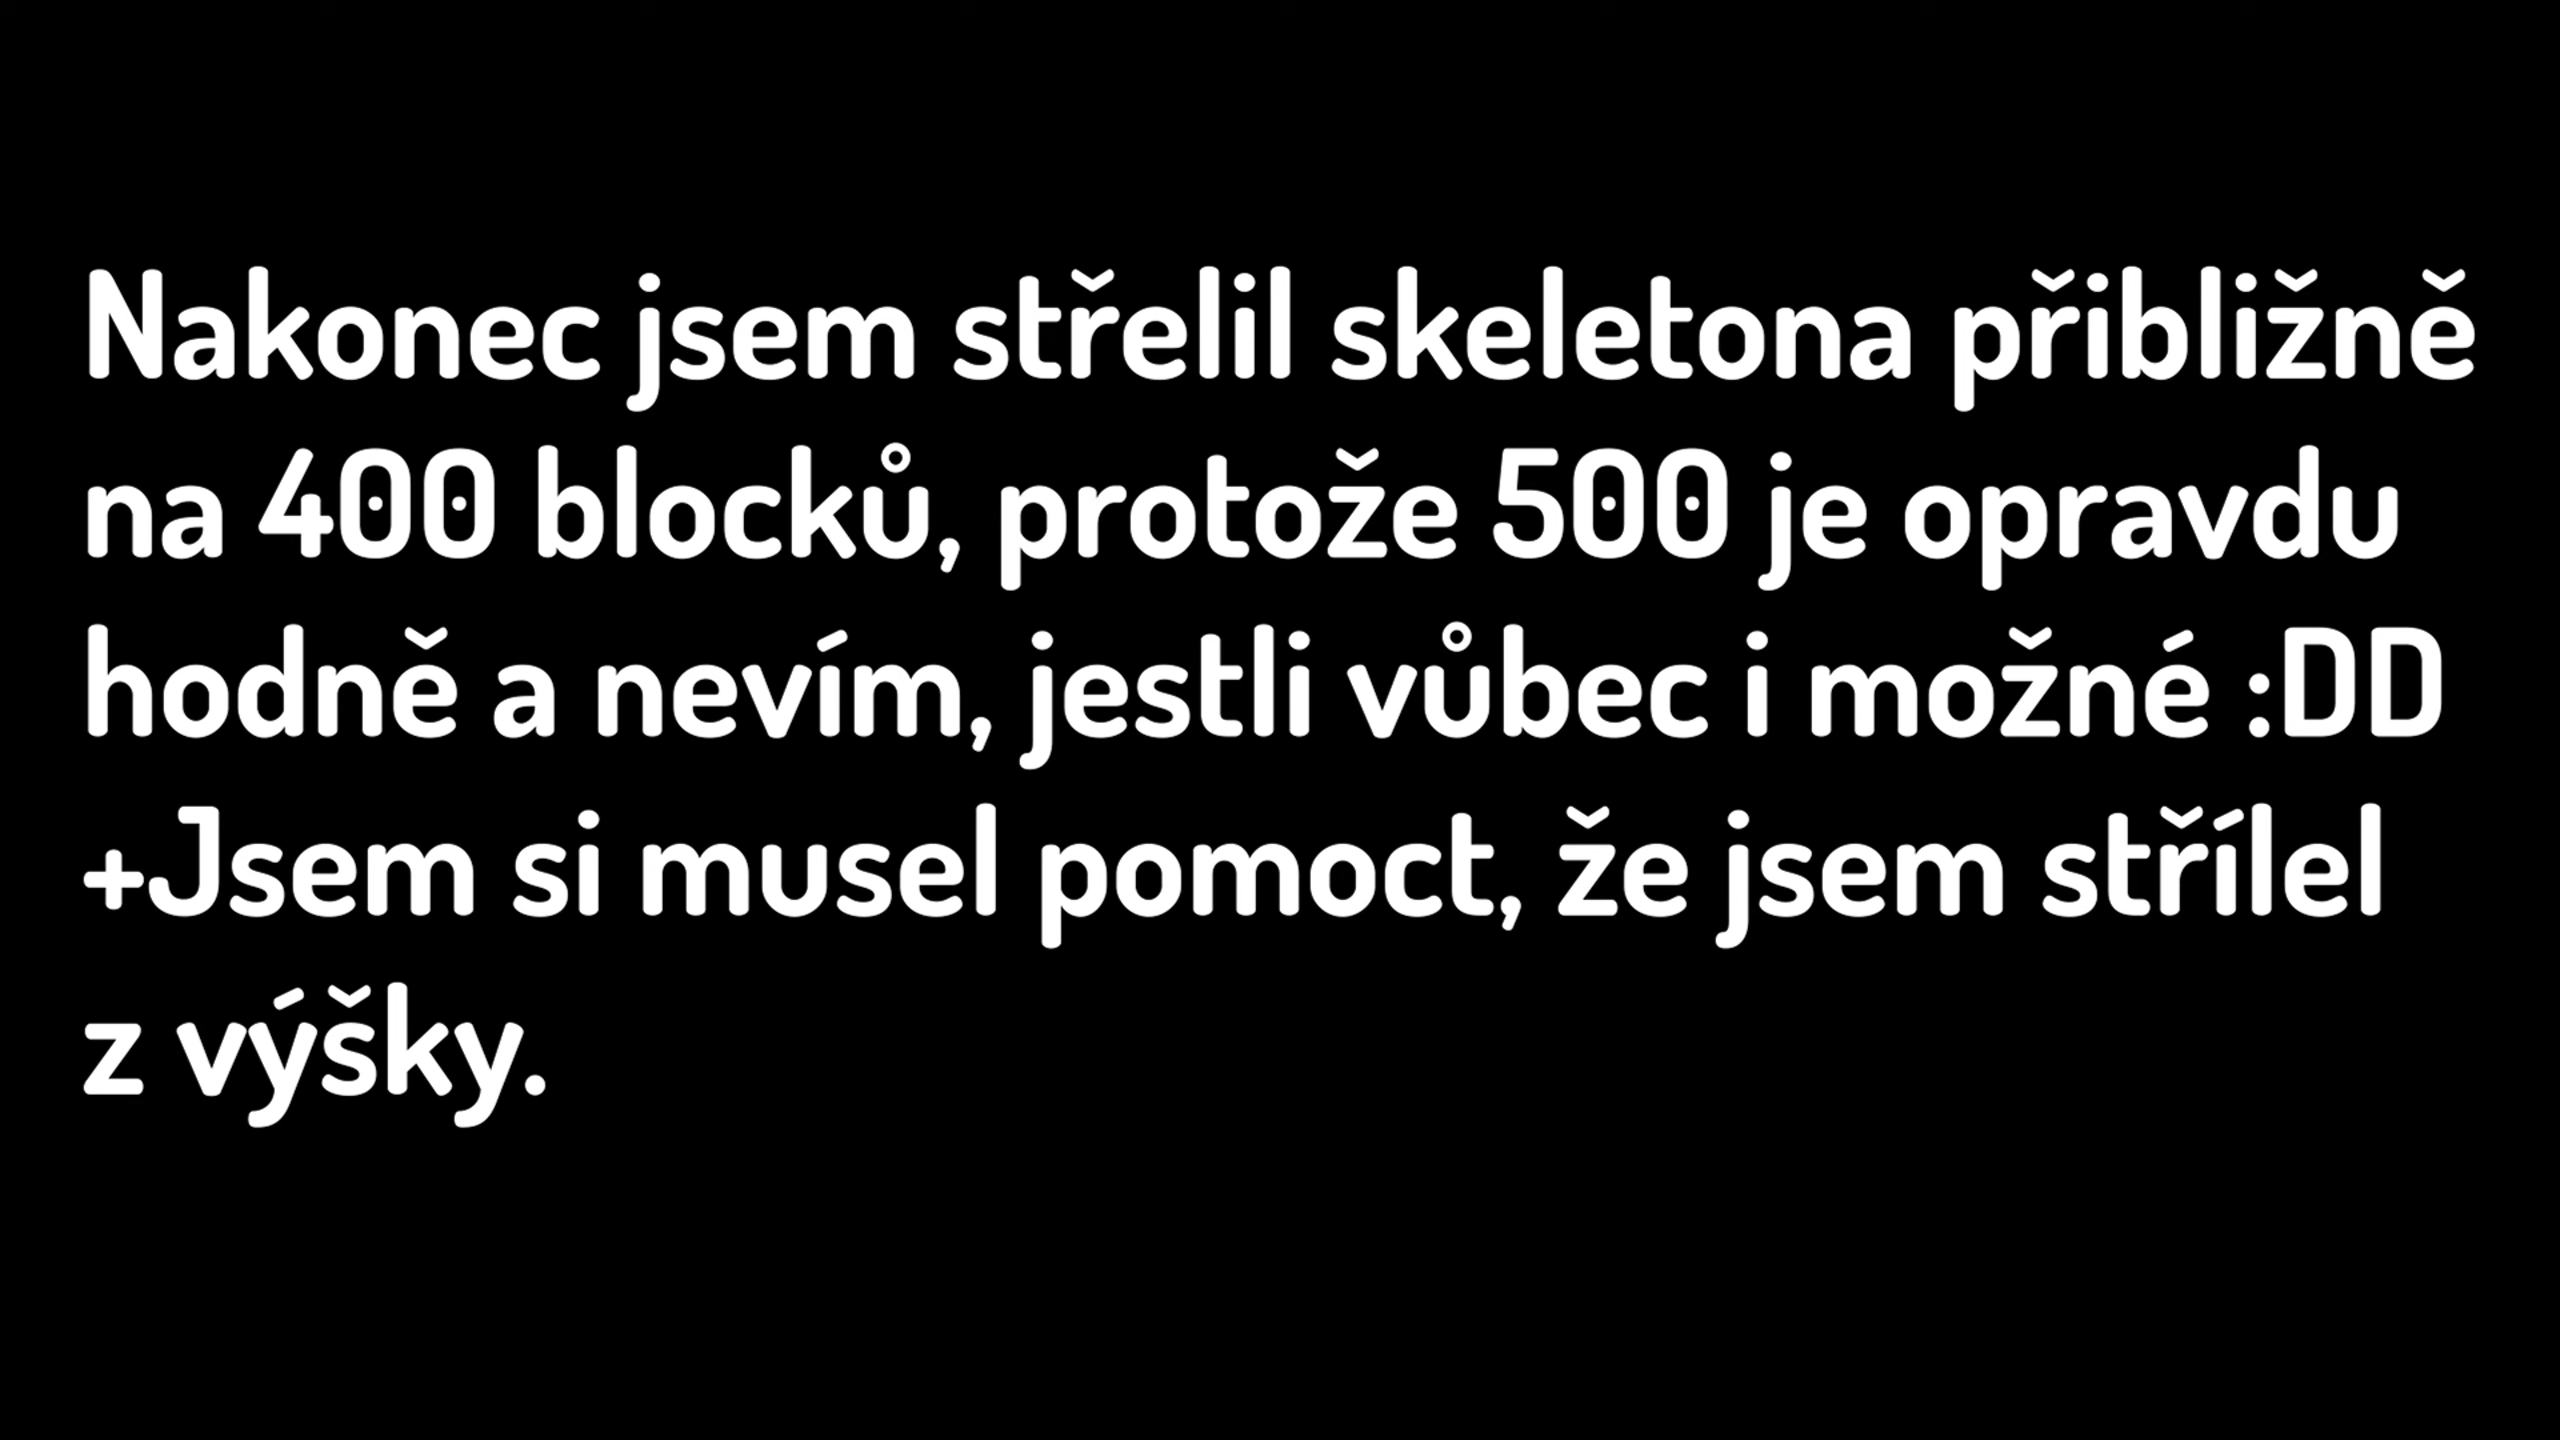 Nakonec jsem střelil skeletona přibližně
na 400 blocků, protože 500 je opravdu
hodně a nevím, jestli vůbec i možné :DD
+Jsem si musel pomoct, že jsem střílel
z výšky.